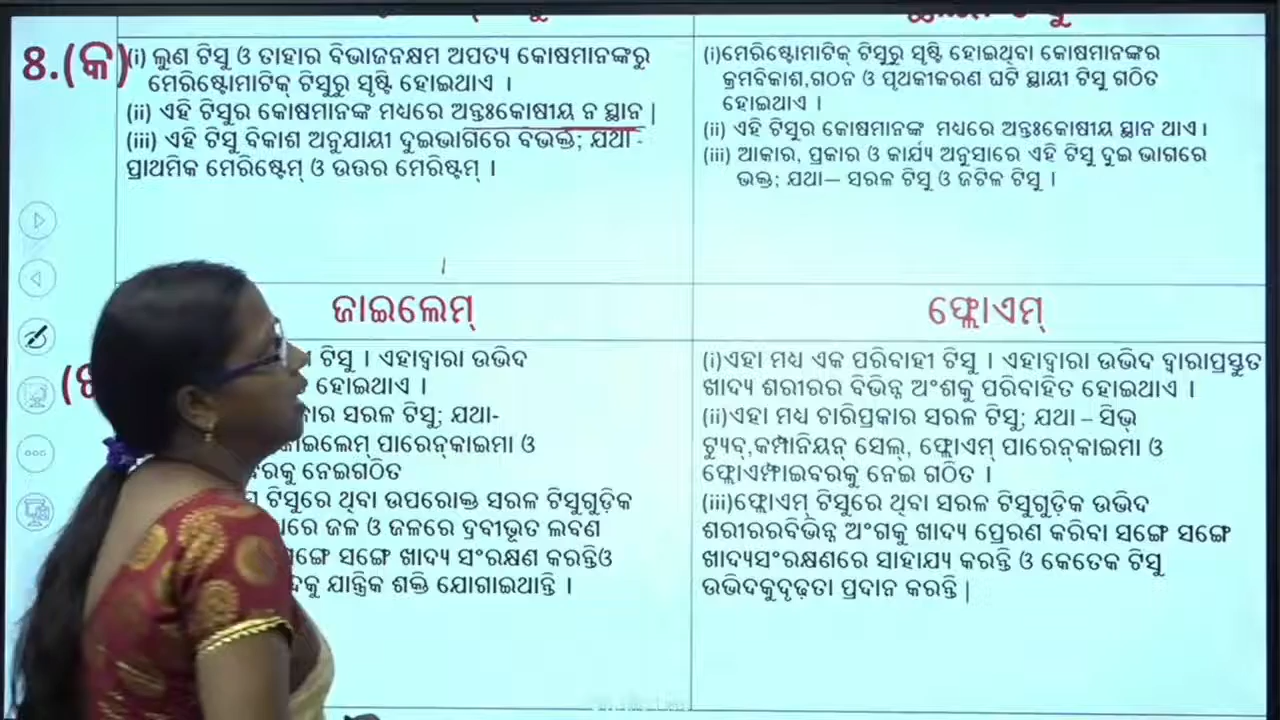 ୫.(କ)
(i) ଲୁଣ ଟିସୁ ଓ ତାହାର ବିଭାଜନକ୍ଷମ ଅପତ୍ୟ କୋଷମାନଙ୍କରୁ
ମେରିଷ୍ଟୋମାଟିକ୍ ଟିସୁରୁ ସୃଷ୍ଟି ହୋଇଥାଏ ।
(ii) ଏହି ଟିସୁର କୋଷମାନଙ୍କ ମଧ୍ୟରେ ଅନ୍ତଃକୋଷୀୟ ନ ସ୍ଥାନ |
(iii) ଏହି ଟିସୁ ବିକାଶ ଅନୁଯାୟୀ ଦୁଇଭାଗରେ ବିଭକ୍ତ; ଯଥା-
ପ୍ରାଥମିକ ମେରିଷ୍ଟେମ୍ ଓ ଉତ୍ତର ମେରିଷ୍ଟମ୍ ।
(i)ମେରିଷ୍ଟୋମାଟିକ୍ ଟିସୁରୁ ସୃଷ୍ଟି ହୋଇଥିବା କୋଷମାନଙ୍କର
କ୍ରମବିକାଶ,ଗଠନ ଓ ପୃଥକୀକରଣ ଘଟି ସ୍ଥାୟୀ ଟିସୁ ଗଠିତ
ହୋଇଥାଏ ।
(ii) ଏହି ଟିସୁର କୋଷମାନଙ୍କ ମଧ୍ୟରେ ଅନ୍ତଃକୋଷୀୟ ସ୍ଥାନ ଥାଏ।
(iii) ଆକାର, ପ୍ରକାର ଓ କାର୍ଯ୍ୟ ଅନୁସାରେ ଏହି ଟିସୁ ଦୁଇ ଭାଗରେ
ଭକ୍ତ; ଯଥା— ସରଳ ଟିସୁ ଓ ଜଟିଳ ଟିସୁ ।
ଜାଇଲେମ୍
ଟିସୁ । ଏହାଦ୍ୱାରା ଉଭିଦ
ହୋଇଥାଏ ।
ସରଳ ଟିସୁ; ଯଥା-
ଜାଇଲେମ୍ ପାରେନ୍‌କାଇମା ଓ
ନେଇଗଠିତ
ଟିସୁରେ ଥିବା ଉପରୋକ୍ତ ସରଳ ଟିସୁଗୁଡ଼ିକ
ଜଳ ଓ ଜଳରେ ଦ୍ରବୀଭୂତ ଲବଣ
ସଙ୍ଗେ ଖାଦ୍ୟ ସଂରକ୍ଷଣ କରନ୍ତିଓ
ଯାନ୍ତ୍ରିକ ଶକ୍ତି ଯୋଗାଇଥାନ୍ତି ।
ଫ୍ଲୋଏମ୍
(i)ଏହା ମଧ୍ୟ ଏକ ପରିବାହୀ ଟିସୁ । ଏହାଦ୍ୱାରା ଉଭିଦ ଦ୍ୱାରାପ୍ରସ୍ତୁତ
ଖାଦ୍ୟ ଶରୀରର ବିଭିନ୍ନ ଅଂଶକୁ ପରିବାହିତ ହୋଇଥାଏ ।
(ii)ଏହା ମଧ୍ୟ ଚାରିପ୍ରକାର ସରଳ ଟିସୁ; ଯଥା – ସିଭ୍
ଟ୍ୟୁବ୍,କମ୍ପାନିୟନ୍ ସେଲ୍, ଫ୍ଲୋଏମ୍ ପାରେନ୍‌କାଇମା ଓ
ଫ୍ଲୋଏମ୍ଫାଇବରକୁ ନେଇ ଗଠିତ ।
(iii)ଫ୍ଲୋଏମ୍ ଟିସୁରେ ଥିବା ସରଳ ଟିସୁଗୁଡ଼ିକ ଉଭିଦ
ଶରୀରରବିଭିନ୍ନ ଅଂଗକୁ ଖାଦ୍ୟ ପ୍ରେରଣ କରିବା ସଙ୍ଗେ ସଙ୍ଗେ
ଖାଦ୍ୟସଂରକ୍ଷଣରେ ସାହାଯ୍ୟ କରନ୍ତି ଓ କେତେକ ଟିସୁ
ଉଭିଦକୁଦୃଢ଼ତା ପ୍ରଦାନ କରନ୍ତି |